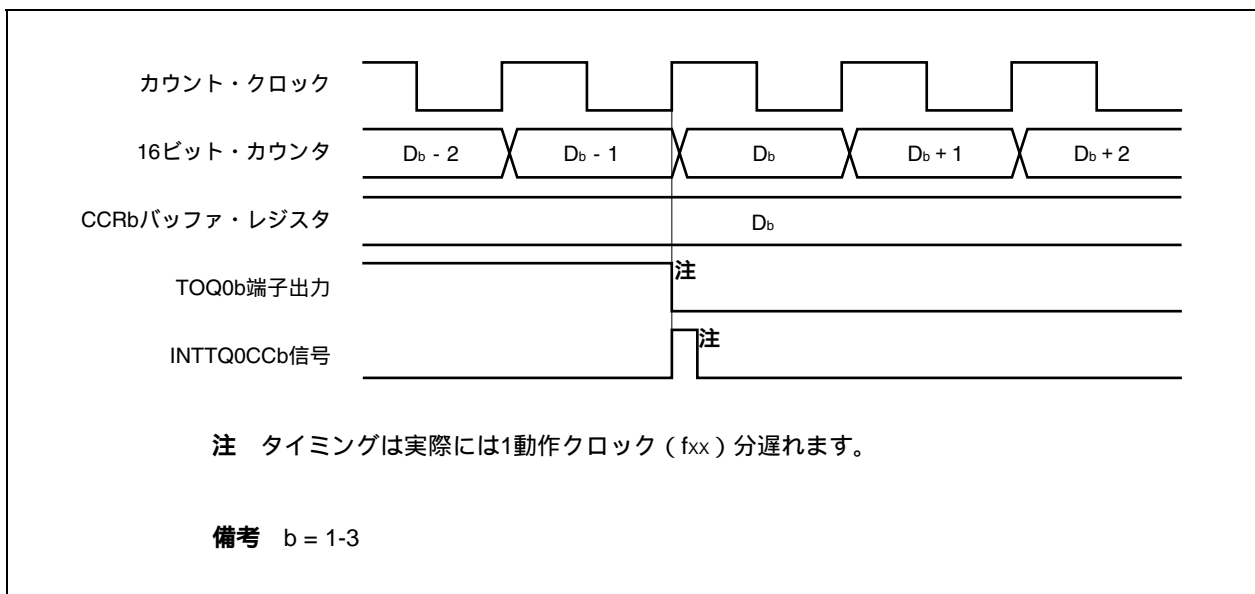 カウント・クロック
16ビット・カウンタ
Db - 2 Db - 1 Db Db + 1 Db + 2
CCRbバッファ・レジスタ
Db
TOQ0b端子出力
注
INTTQ0CCb信号
注
注 タイミングは実際には1動作クロック（fxx）分遅れます。
備考 b = 1-3